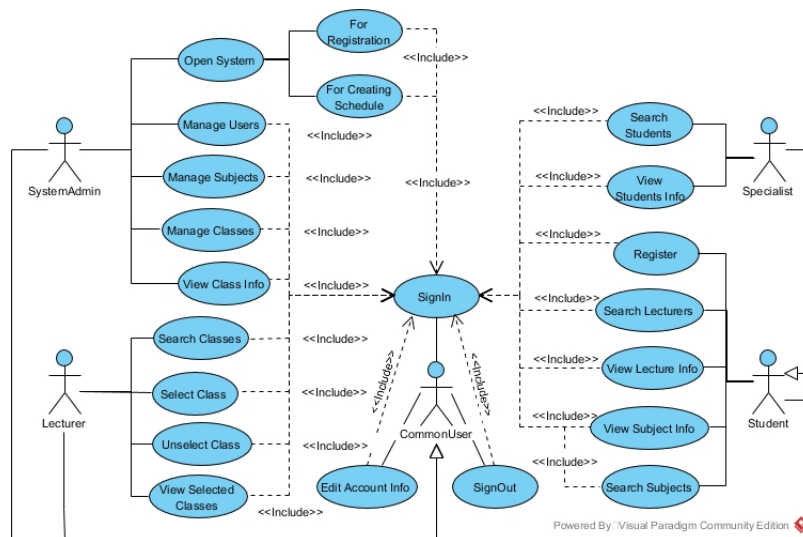 For
Registration
<<Include>>
Open System
For Creating
Schedule
<<Include>>
Search
Students
Manage Users
<<Include>>
SystemAdmin
Manage Subjects
<<Include>>
<<Include>>
<<Include>>
View
Students Info
Specialist
Manage Classes
<<Include>>
<<Include>>
Register
View Class Info
<<Include>>
SignIn
<<Include>>
Search Lecturers
Search Classes
<<Include>>
<<Include>>
<<Include>>
<<Include>>
View Lecture Info
Lecturer
Select Class
<<Include>>
Student
CommonUser
<<Include>>
View Subject Info
Unselect Class
<<Include>>
<<Include>>
View Selected
Classes
<<Include>>
Edit Account Info
SignOut
Search Subjects
Powered By Visual Paradigm Community Edition